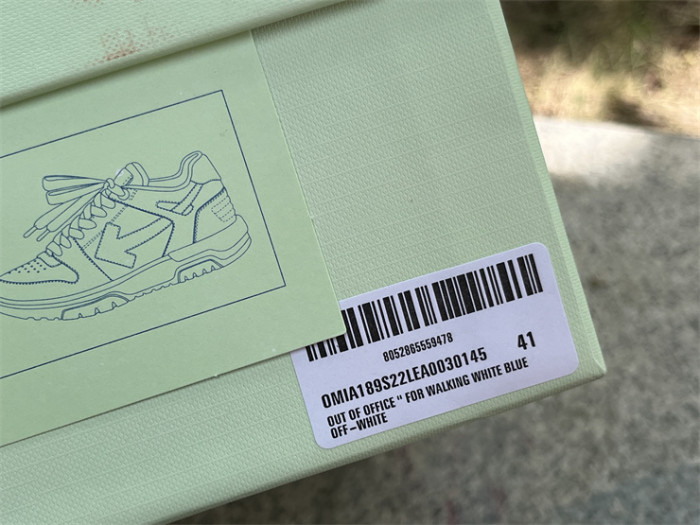 8052865559478
OMIA189S22LEA0030145 41
OUT OF OFFICE " FOR WALKING WHITE BLUE
OFF-WHITE